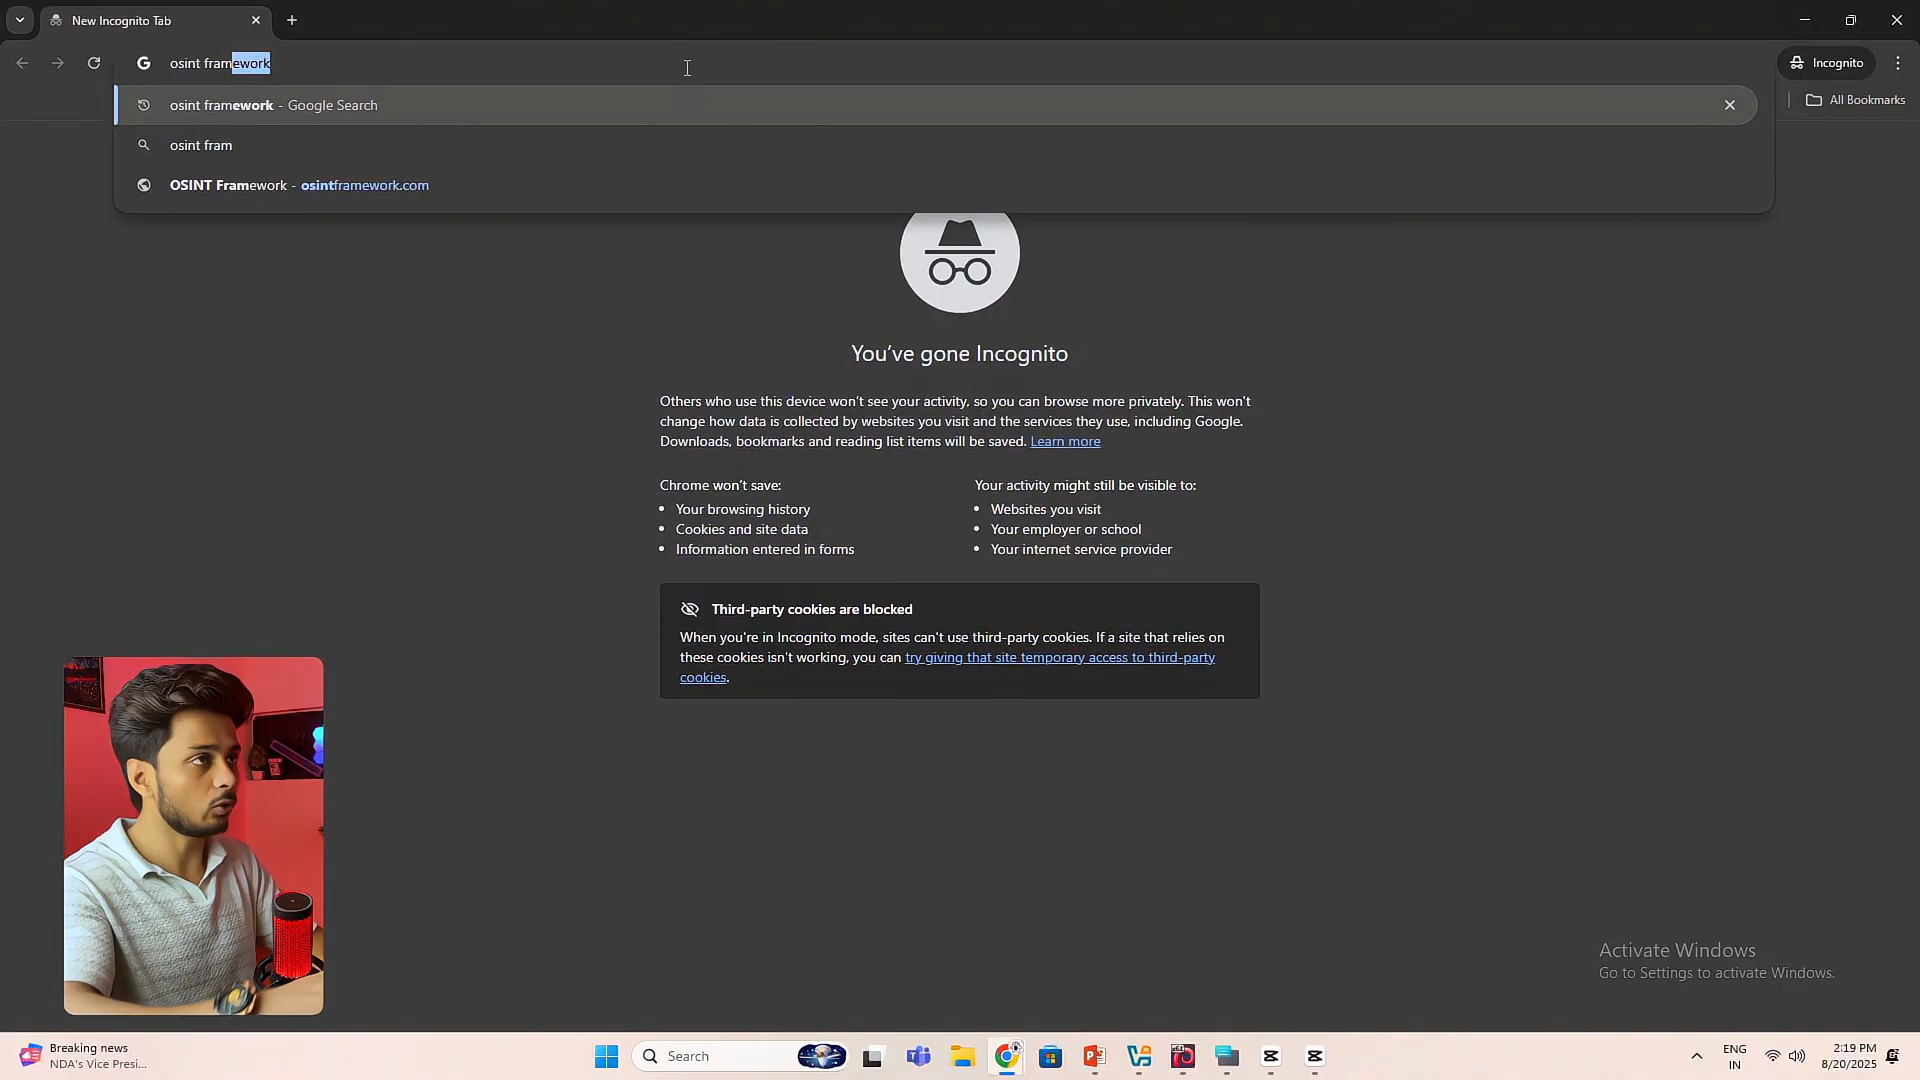 New Incognito Tab
osint framework
Incognito
osint framework - Google Search
All Bookmarks
osint fram
OSINT Framework - osintframework.com
You've gone Incognito
Others who use this device won't see your activity, so you can browse more privately. This won't
change how data is collected by websites you visit and the services they use, including Google.
Downloads, bookmarks and reading list items will be saved. Learn more
Chrome won't save:
• Your browsing history
• Cookies and site data
• Information entered in forms
Your activity might still be visible to:
• Websites you visit
• Your employer or school
• Your internet service provider
Third-party cookies are blocked
When you're in Incognito mode, sites can't use third-party cookies. If a site that relies on
these cookies isn't working, you can try giving that site temporary access to third-party
cookies.
Activate Windows
Go to Settings to activate Windows.
Breaking news
NDA's Vice Presi...
Search
ENG
IN
2:19 PM
8/20/2025